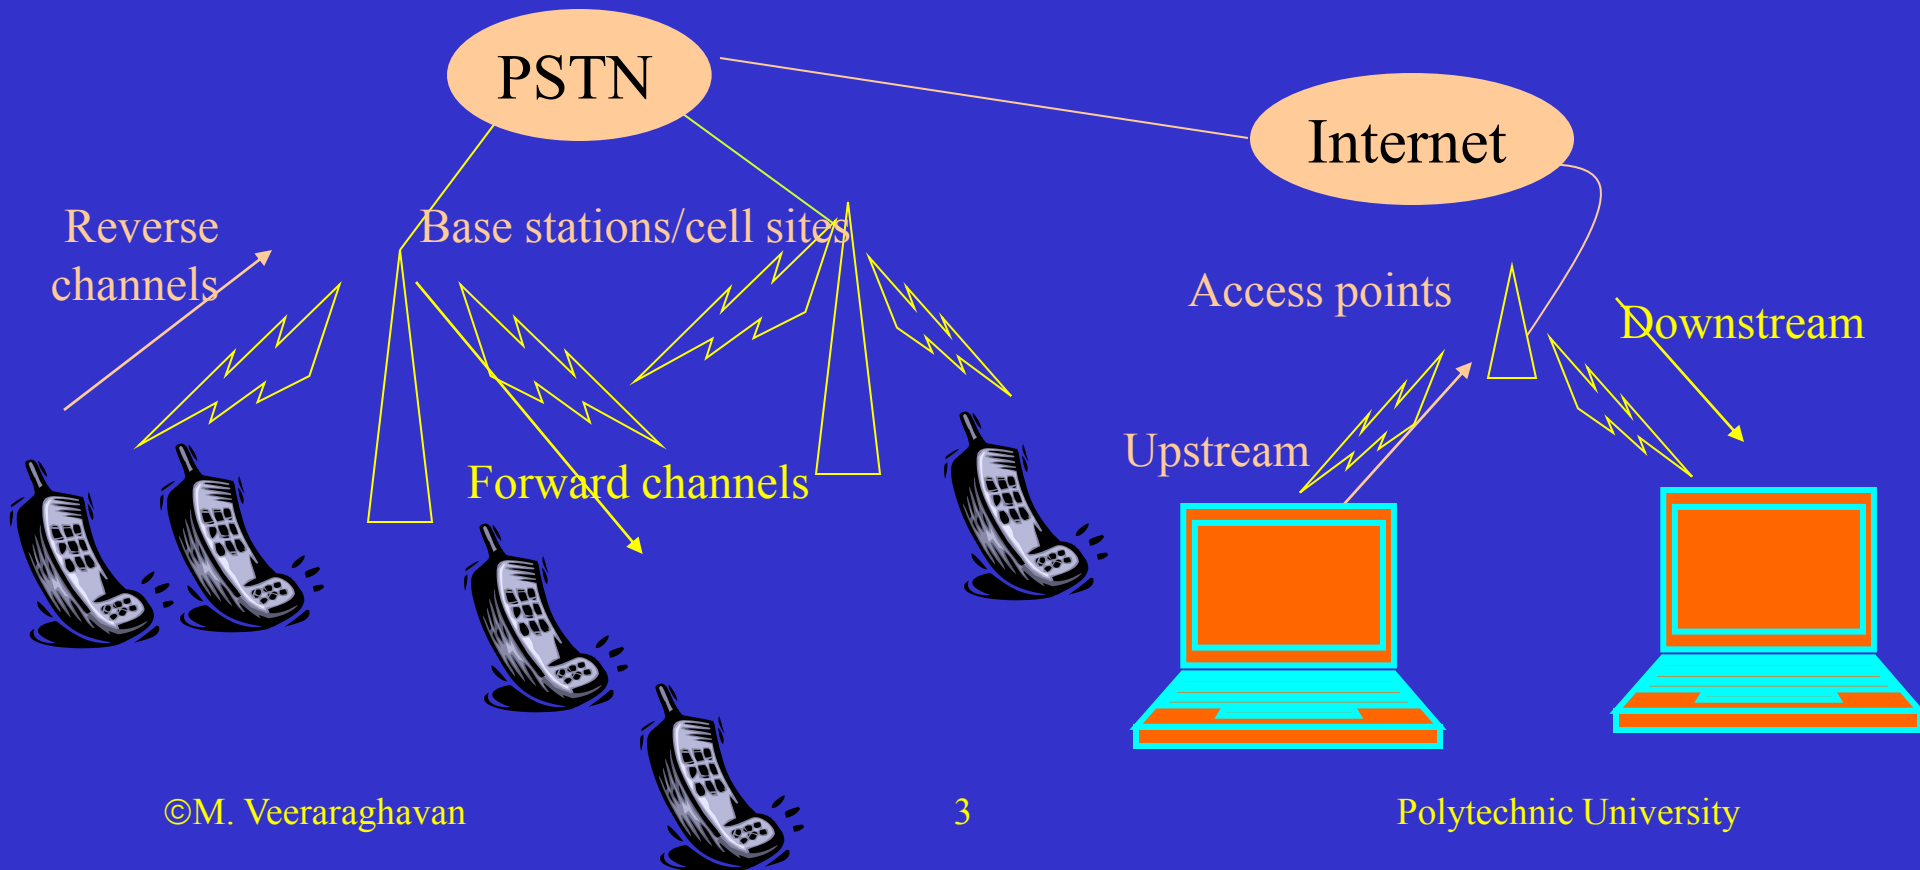 PSTN
Internet
Reverse
channels
Base stations/cell sites
Access points
Downstream
Upstream
Forward channels
©M. Veeraraghavan
3
Polytechnic University